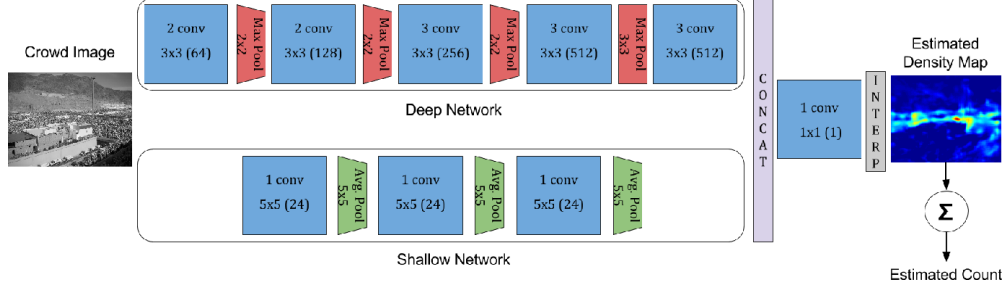 Crowd Image
2 conv
3x3 (64)
Max Pool
2x2
2 conv
3x3 (128)
Max Pool
2x2
3 conv
3x3 (256)
Max Pool
2x2
3 conv
3x3 (512)
Max Pool
3x3
3 conv
3x3 (512)
Deep Network
1 conv
5x5 (24)
Avg. Pool
5x5
1 conv
5x5 (24)
Avg. Pool
5x5
1 conv
5x5 (24)
Avg. Pool
5x5
Shallow Network
CONCAT
1 conv
1x1 (1)
INTERP
Estimated
Density Map
Σ
Estimated Count